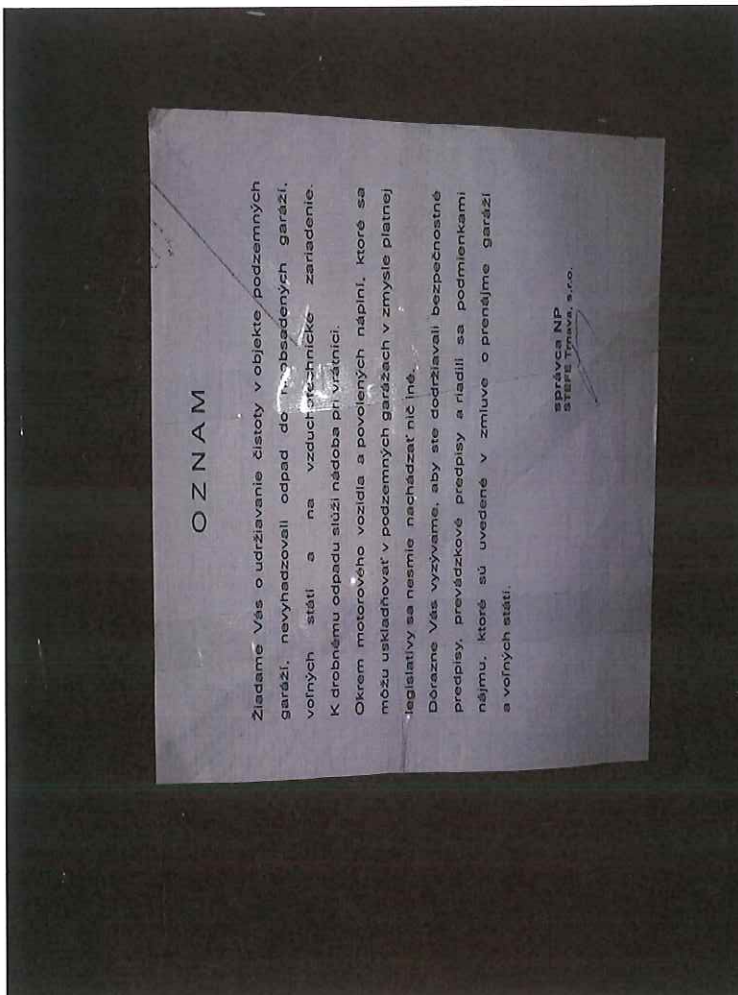 OZNAM
Žiadame Vás o udržiavanie čistoty v objekte podzemných
garáží, nevyhadzovali odpad do neobsadených garáží,
voľných státí a na vzduchotechnické zariadenie.
K drobnému odpadu slúži nádoba pri vrátnici.
Okrem motorového vozidla a povolených náplní, ktoré sa
môžu uskladňovať v podzemných garážach v zmysle platnej
legislatívy sa nesmie nachádzať nič iné.
Dôrazne Vás vyzývame, aby ste dodržiavali bezpečnostné
predpisy, prevádzkové predpisy a riadili sa podmienkami
nájmu, ktoré sú uvedené v zmluve o prenájme garáží
a voľných státí.
správca NP
STEFE Trnava, s.r.o.